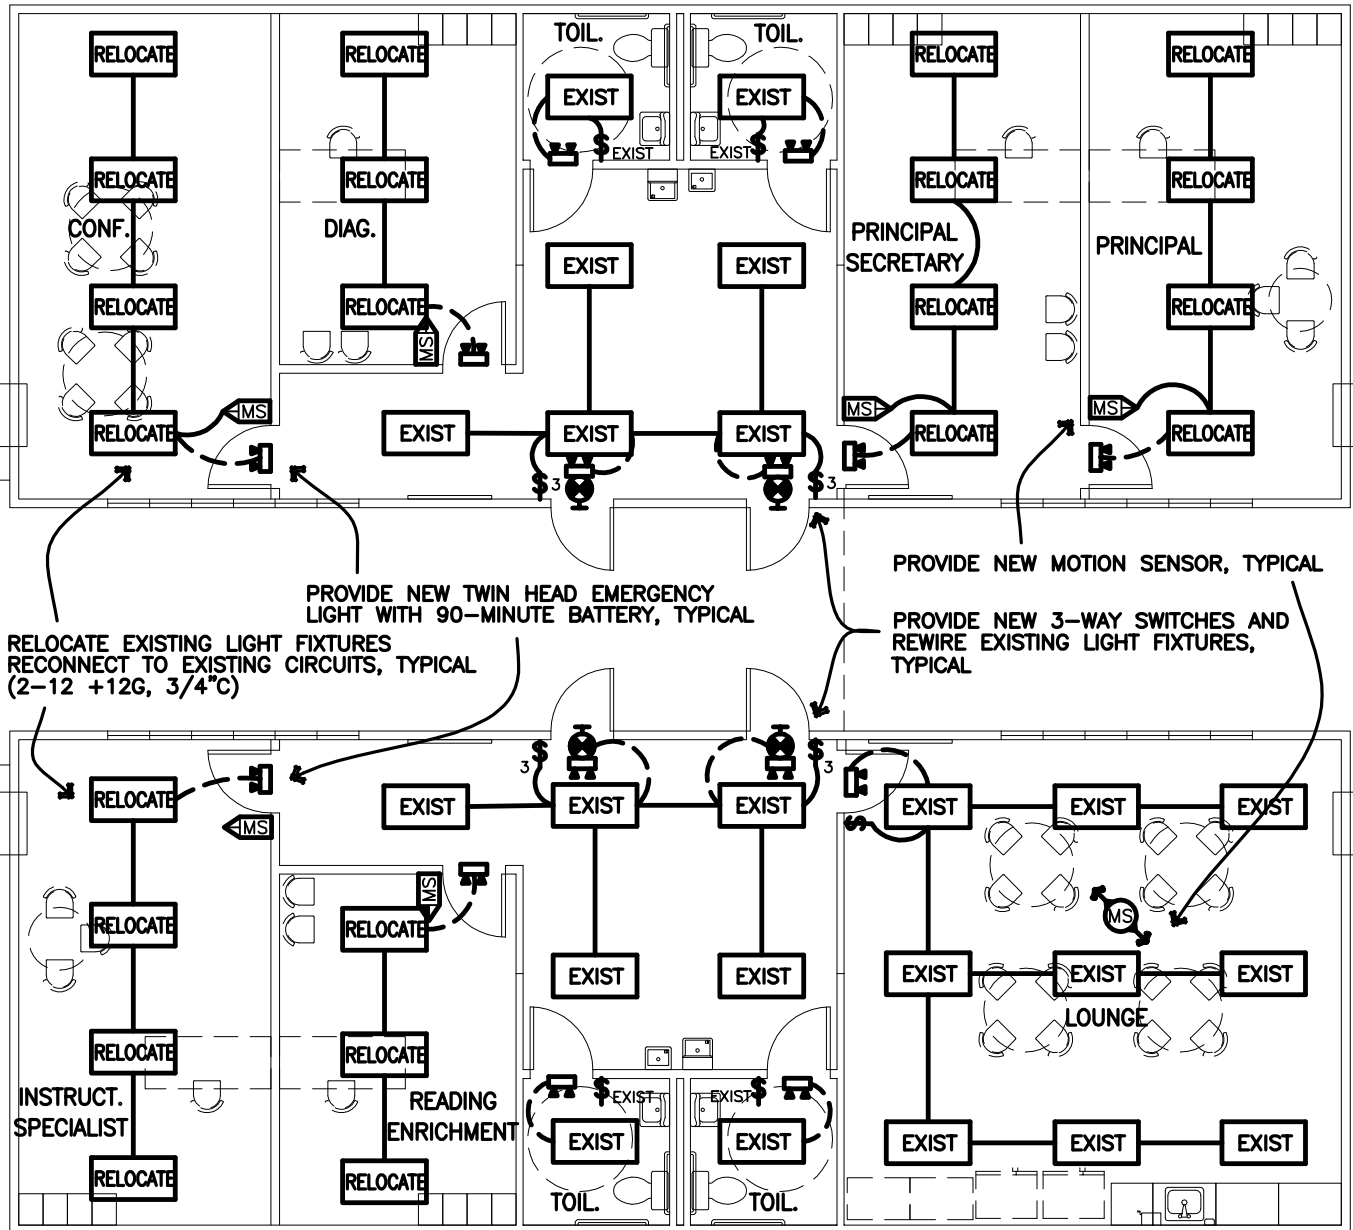 TOIL. TOIL.
RELOCATE RELOCATE RELOCATE RELOCATE
EXIST EXIST
$ $
EXIST EXIST
RELOCATE RELOCATE RELOCATE RELOCATE
CONF. DIAG.
PRINCIPAL
SECRETARY
PRINCIPAL
EXIST EXIST
RELOCATE RELOCATE RELOCATE RELOCATE
MS
MS MS MS
RELOCATE EXIST EXIST EXIST RELOCATE RELOCATE
$ 3 $ 3
PROVIDE NEW MOTION SENSOR, TYPICAL
PROVIDE NEW TWIN HEAD EMERGENCY
LIGHT WITH 90-MINUTE BATTERY, TYPICAL
PROVIDE NEW 3-WAY SWITCHES AND
REWIRE EXISTING LIGHT FIXTURES,
TYPICAL
RELOCATE EXISTING LIGHT FIXTURES
RECONNECT TO EXISTING CIRCUITS, TYPICAL
(2-12 +12G, 3/4"C)
$ $
3 3
RELOCATE EXIST EXIST EXIST EXIST EXIST EXIST
MS $
MS
RELOCATE RELOCATE MS
EXIST EXIST EXIST EXIST EXIST
LOUNGE
RELOCATE RELOCATE
INSTRUCT.
SPECIALIST
READING
ENRICHMENT
$ $
EXIST EXIST
EXIST EXIST EXIST EXIST EXIST
RELOCATE RELOCATE
TOIL. TOIL.